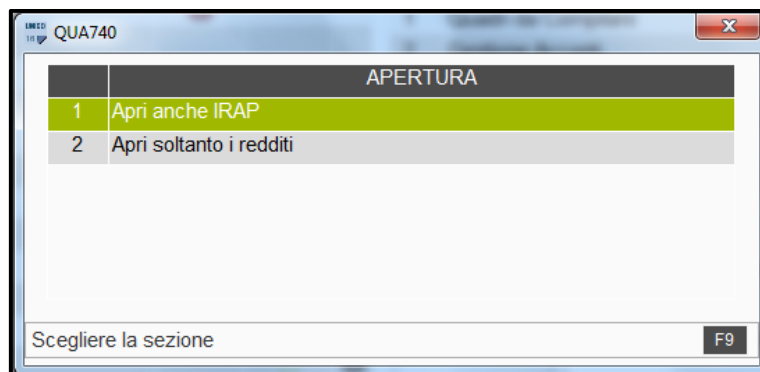 QUA740
APERTURA
1 Apri anche IRAP
2 Apri soltanto i redditi
Scegliere la sezione
F9